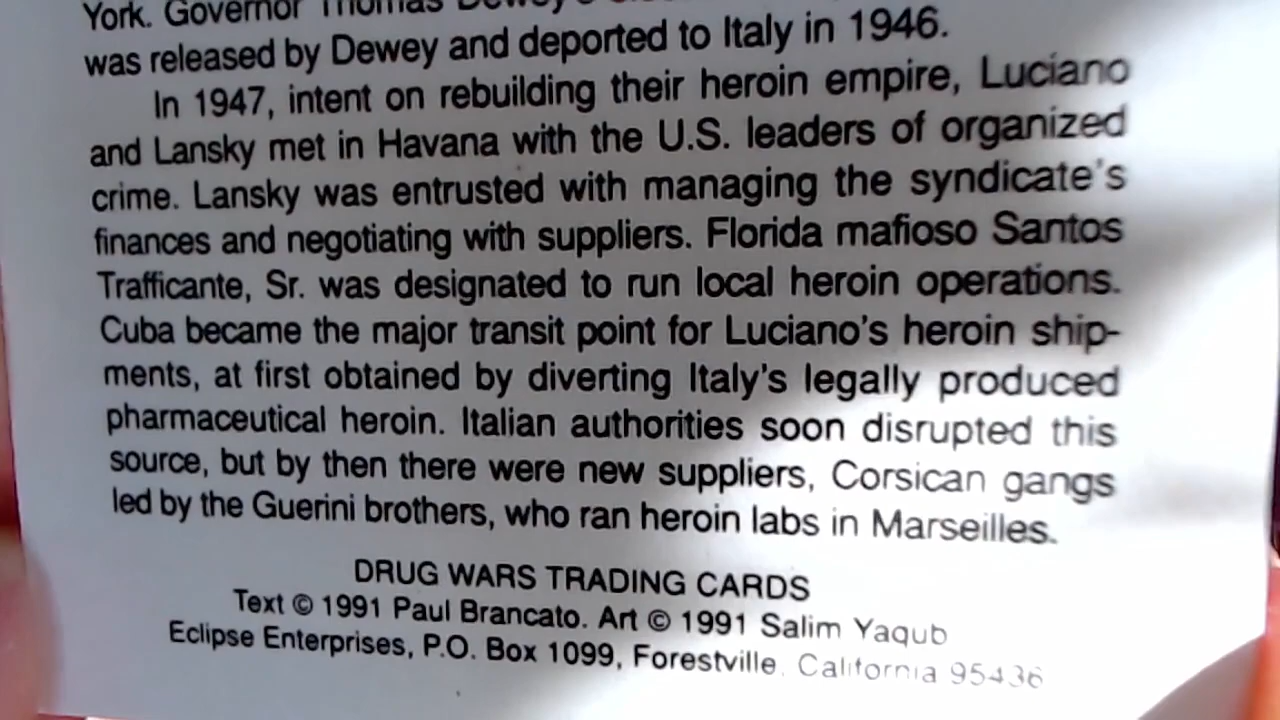 York. Governor Thomas Dewey's
was released by Dewey and deported to Italy in 1946.
In 1947, intent on rebuilding their heroin empire, Luciano
and Lansky met in Havana with the U.S. leaders of organized
crime. Lansky was entrusted with managing the syndicate's
finances and negotiating with suppliers. Florida mafioso Santos
Trafficante, Sr. was designated to run local heroin operations.
Cuba became the major transit point for Luciano's heroin ship-
ments, at first obtained by diverting Italy's legally produced
pharmaceutical heroin. Italian authorities soon disrupted this
source, but by then there were new suppliers, Corsican gangs
led by the Guerini brothers, who ran heroin labs in Marseilles.
DRUG WARS TRADING CARDS
Text © 1991 Paul Brancato. Art © 1991 Salim Yaqub
Eclipse Enterprises, P.O. Box 1099, Forestville, California 95436